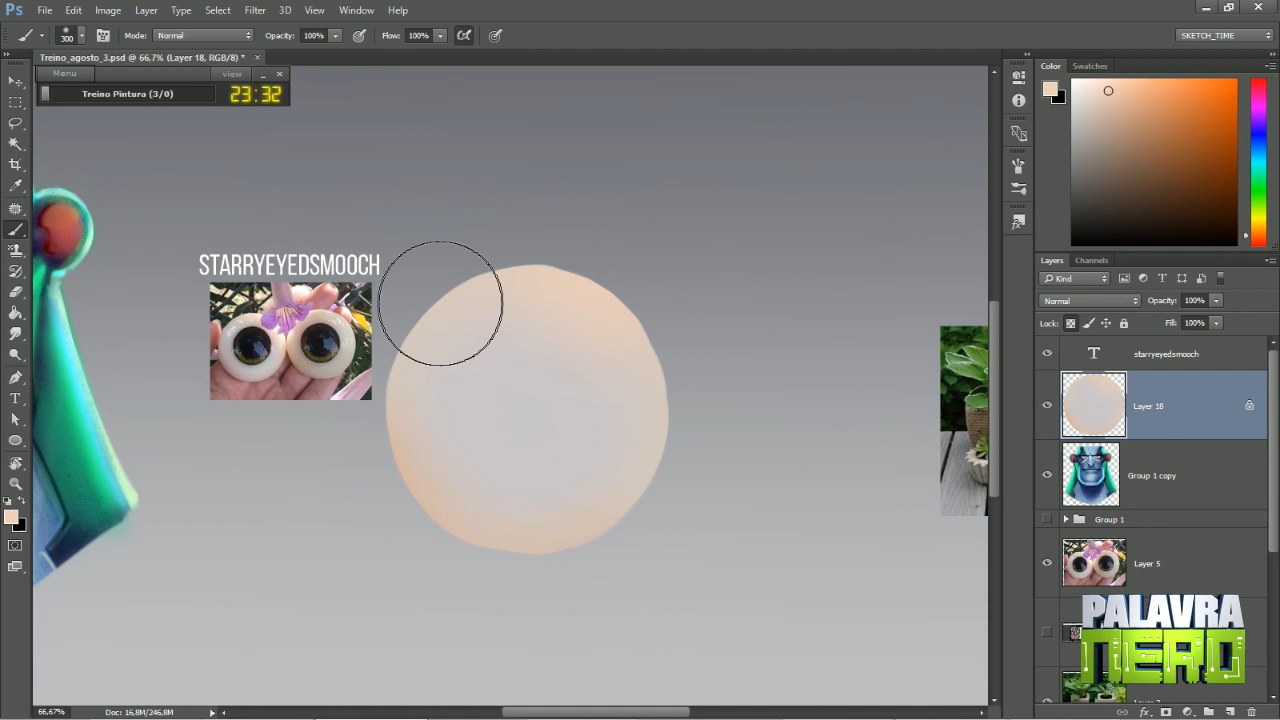 Ps File Edit Image Layer Type Select Filter 3D View Window Help
300 Mode: Normal Opacity: 100% Flow: 100% SKETCH_TIME
Treino_agosto_3.psd @ 66,7% (Layer 18, RGB/8) * ×
Menu view
Treino Pintura (3/0) 23:32
Color Swatches
STARRYEYEDSMOOCH
Layers Channels
Kind
Normal Opacity: 100%
Lock: Fill: 100%
T starryeyedsmooch
Layer 18
Group 1 copy
Group 1
Layer 5
PALAVRA
NERD
66,67% Doc: 16,8M/246,8M